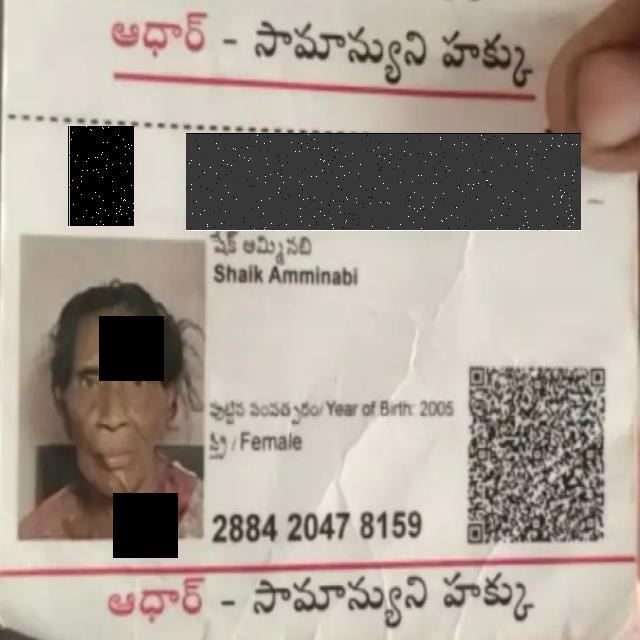 ఆధార్ - సామాన్యుని హక్కు
షేక్ అమ్మినబి
Shaik Amminabi
పుట్టిన సంవత్సరం/ Year of Birth: 2005
స్త్రీ / Female
2884 2047 8159
ఆధార్ - సామాన్యుని హక్కు